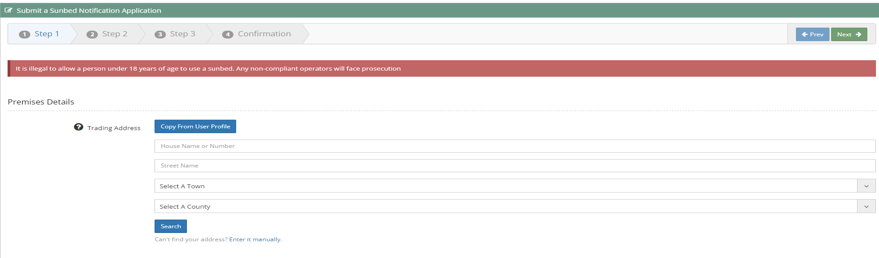 Submit a Sunbed Notification Application
1 Step 1 2 Step 2 3 Step 3 4 Confirmation Prev Next
It is illegal to allow a person under 18 years of age to use a sunbed. Any non-compliant operators will face prosecution
Premises Details
? Trading Address Copy From User Profile
House Name or Number
Street Name
Select A Town
Select A County
Search
Can't find your address? Enter it manually.